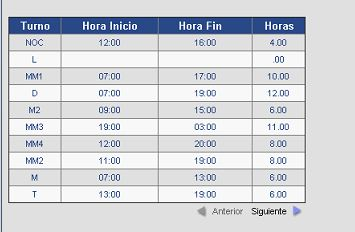 Turno Hora Inicio Hora Fin Horas
NOC 12:00 16:00 4.00
L .00
MM1 07:00 17:00 10.00
D 07:00 19:00 12.00
M2 09:00 15:00 6.00
MM3 19:00 03:00 11.00
MM4 12:00 20:00 8.00
MM2 11:00 19:00 8.00
M 07:00 13:00 6.00
T 13:00 19:00 6.00
Anterior Siguiente